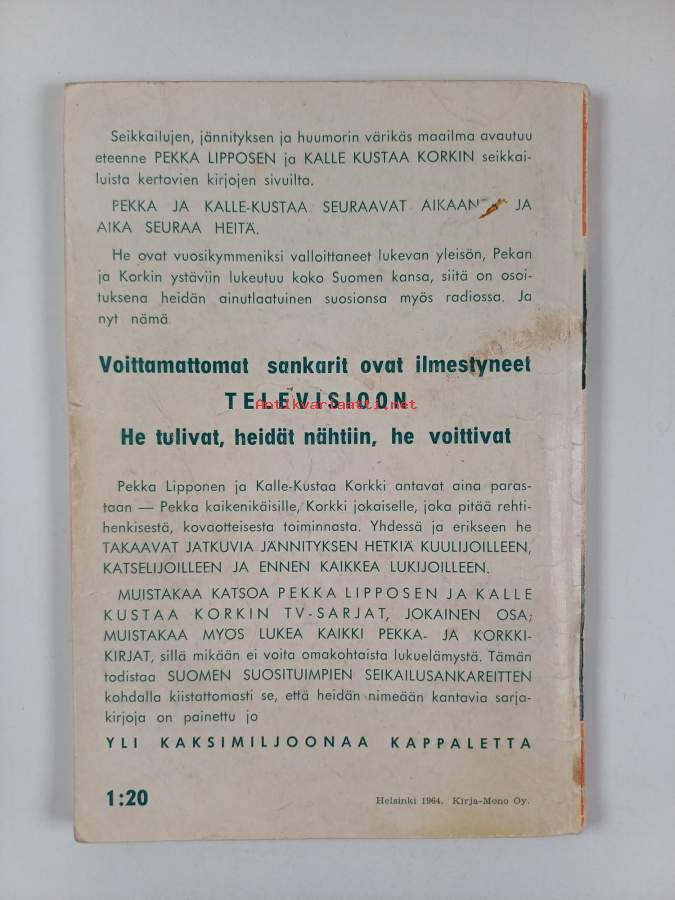 Seikkailujen, jännityksen ja huumorin värikäs maailma avautuu
eteenne PEKKA LIPPOSEN ja KALLE KUSTAA KORKIN seikkai-
luista kertovien kirjojen sivuilta.
PEKKA JA KALLE-KUSTAA SEURAAVAT JA
AIKA SEURAA HEITÄ.
He ovat vuosikymmeniksi valloittaneet lukevan yleisön, Pekan
ja Korkin ystäviin lukeutuu koko Suomen kansa, siitä on osoi-
tuksena heidän ainutlaatuinen suosionsa myös radiossa. Ja
nyt nämä
Voittamattomat sankarit ovat ilmestyneet
TELEVISIOON
Antikvariaatti.net
He tulivat, heidät nähtiin, he voittivat
Pekka Lipponen ja Kalle-Kustaa Korkki antavat aina paras-
taan — Pekka kaikenikäisille, Korkki jokaiselle, joka pitää rehti-
henkisestä, kovaotteisesta toiminnasta. Yhdessä ja erikseen he
TAKAAVAT JATKUVIA JÄNNITYKSEN HETKIÄ KUULIJOILLEEN,
KATSELIJOILLEEN JA ENNEN KAIKKEA LUKIJOILLEEN.
MUISTAKAA KATSOA PEKKA LIPPOSEN JA KALLE
KUSTAA KORKIN TV-SARJAT, JOKAINEN OSA;
MUISTAKAA MYÖS LUKEA KAIKKI PEKKA- JA KORKKI-
KIRJAT, sillä mikään ei voita omakohtaista lukuelämystä. Tämän
todistaa SUOMEN SUOSITUIMPIEN SEIKAILUSANKAREITTEN
kohdalla kiistattomasti se, että heidän nimeään kantavia sarja-
kirjoja on painettu jo
YLI KAKSIMILJOONAA KAPPALETTA
1:20
Helsinki 1964. Kirja-Mono Oy.